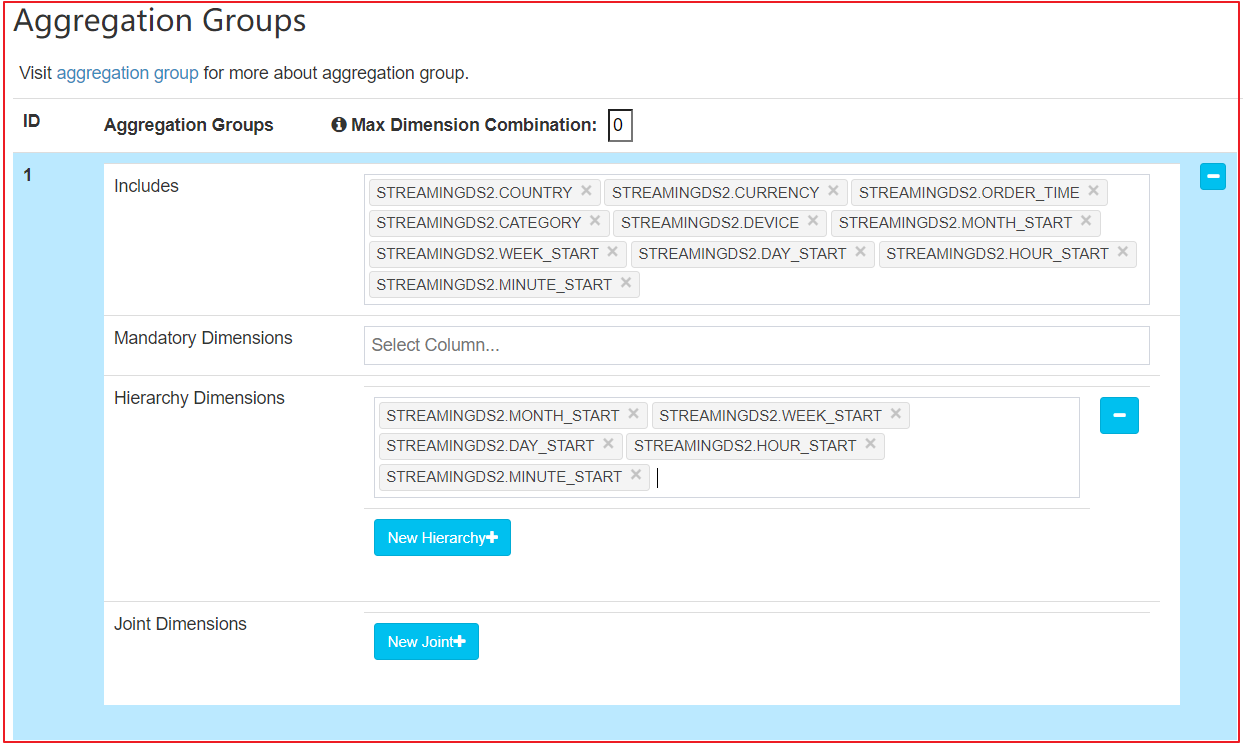 Aggregation Groups
Visit aggregation group for more about aggregation group.
ID Aggregation Groups Max Dimension Combination: 0
1 Includes STREAMINGDS2.COUNTRY × STREAMINGDS2.CURRENCY × STREAMINGDS2.ORDER_TIME ×
STREAMINGDS2.CATEGORY × STREAMINGDS2.DEVICE × STREAMINGDS2.MONTH_START ×
STREAMINGDS2.WEEK_START × STREAMINGDS2.DAY_START × STREAMINGDS2.HOUR_START ×
STREAMINGDS2.MINUTE_START ×
Mandatory Dimensions Select Column...
Hierarchy Dimensions
STREAMINGDS2.MONTH_START × STREAMINGDS2.WEEK_START ×
STREAMINGDS2.DAY_START × STREAMINGDS2.HOUR_START ×
STREAMINGDS2.MINUTE_START ×
New Hierarchy+
Joint Dimensions
New Joint+